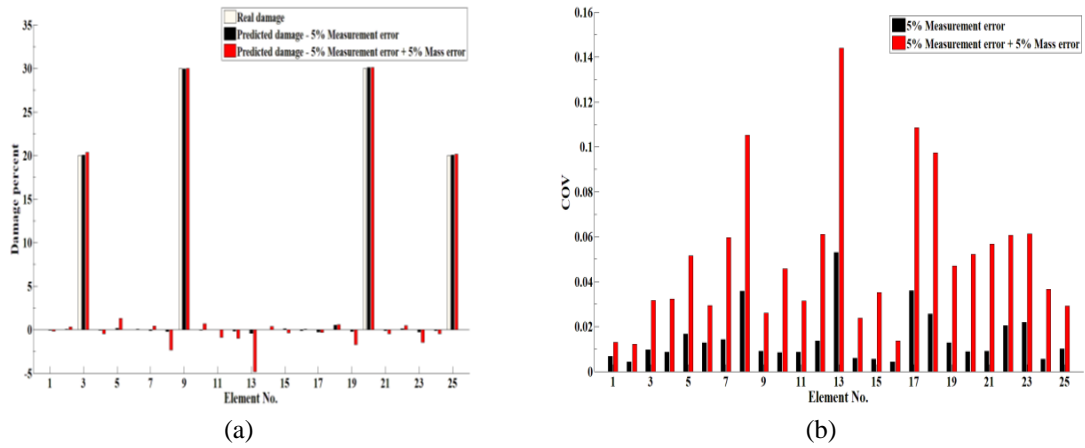 Real damage
Predicted damage - 5% Measurement error
Predicted damage - 5% Measurement error + 5% Mass error
35
30
25
20
15
10
5
0
-5
Damage percent
1 3 5 7 9 11 13 15 17 19 21 23 25
Element No.
(a)
5% Measurement error
5% Measurement error + 5% Mass error
0.16
0.14
0.12
0.1
0.08
0.06
0.04
0.02
0
COV
1 3 5 7 9 11 13 15 17 19 21 23 25
Element No.
(b)